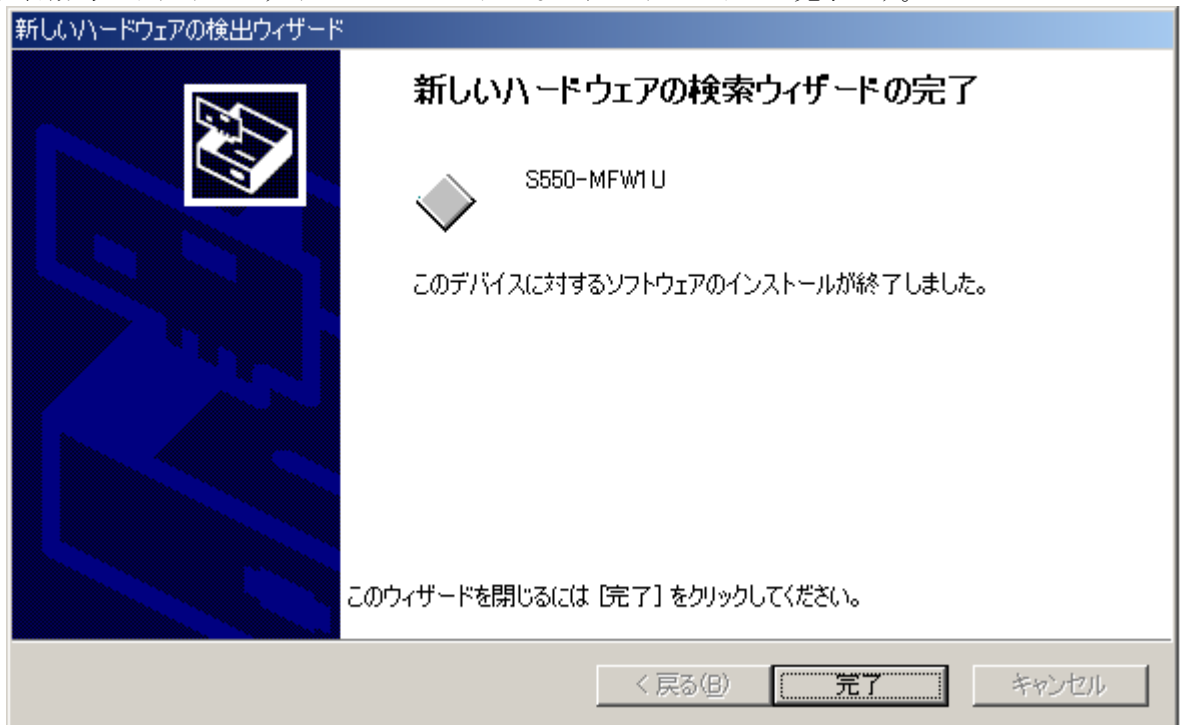 新しいハードウェアの検出ウィザード
新しいハードウェアの検索ウィザードの完了
S550-MFW1U
このデバイスに対するソフトウェアのインストールが終了しました。
このウィザードを閉じるには [完了] をクリックしてください。
< 戻る(B)
完了
キャンセル